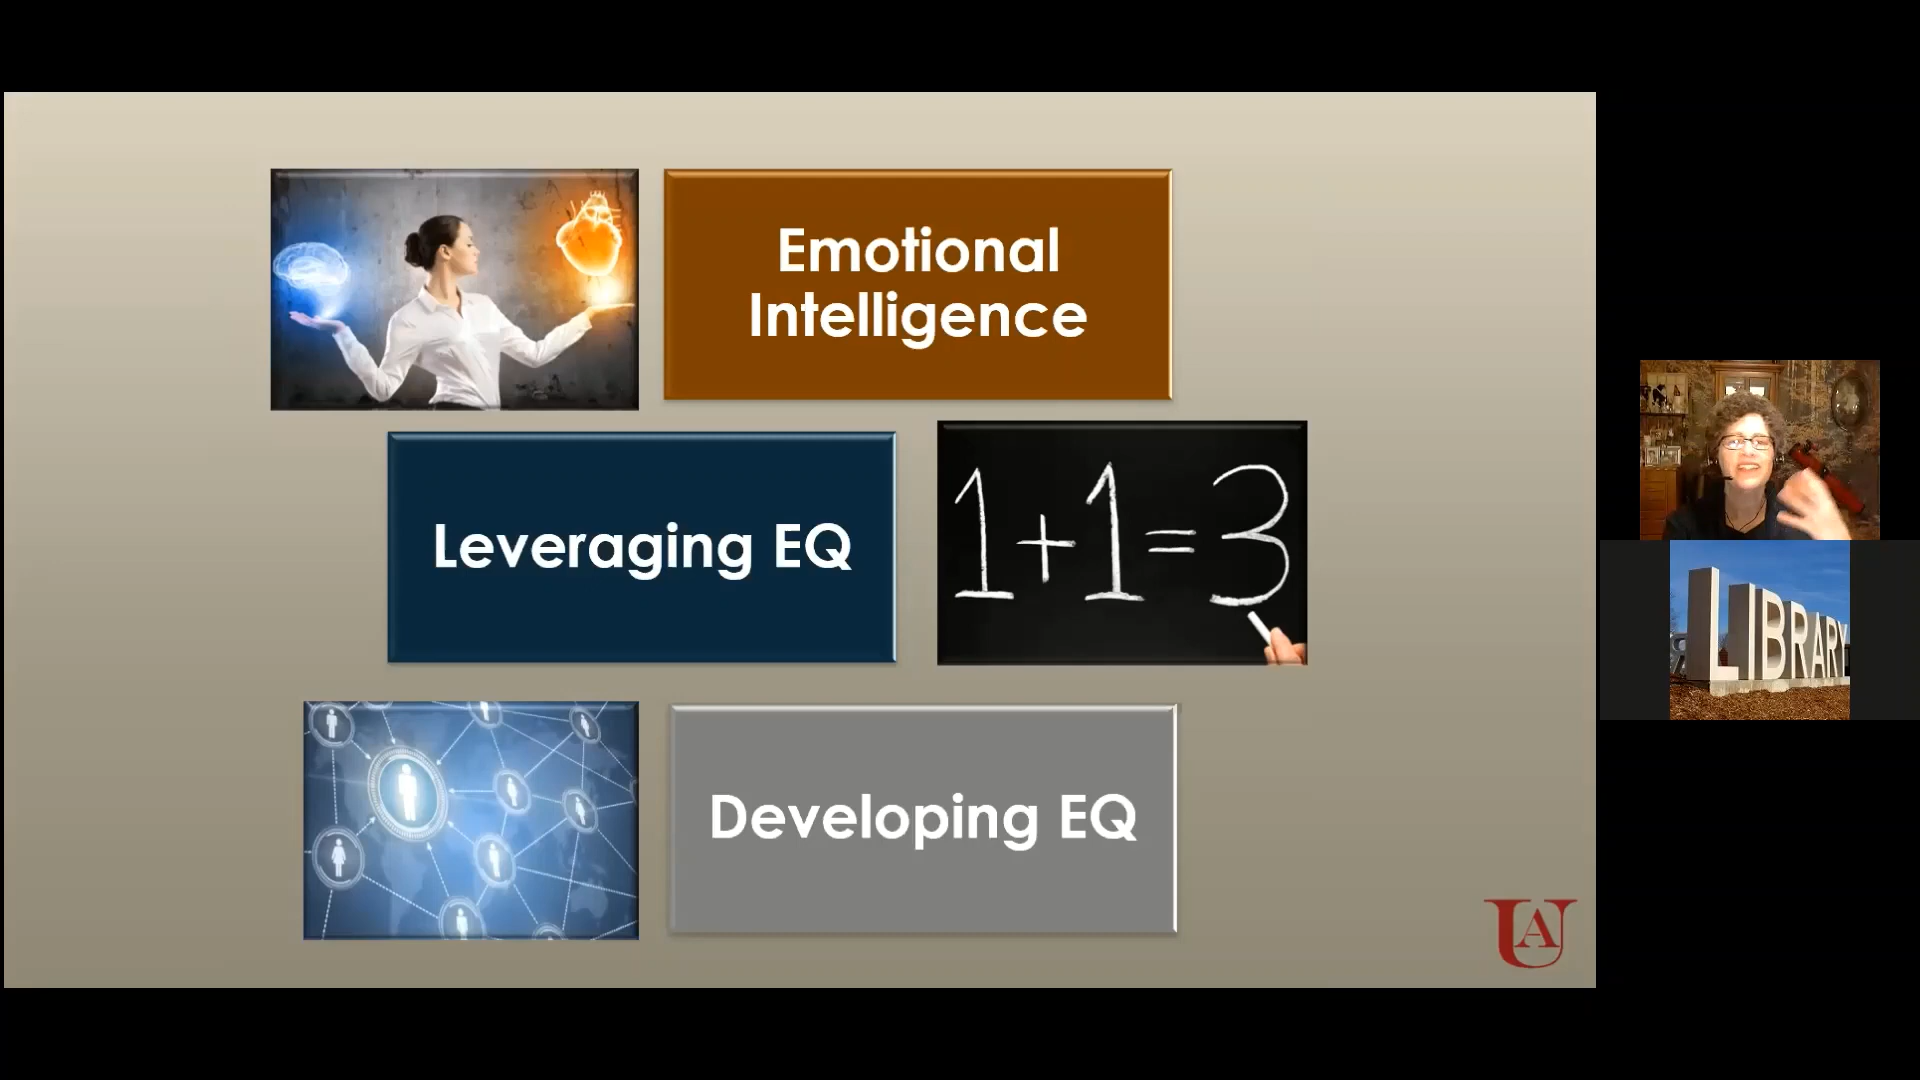 Emotional
Intelligence
Leveraging EQ
1+1=3
Developing EQ
UA
LIBRARY